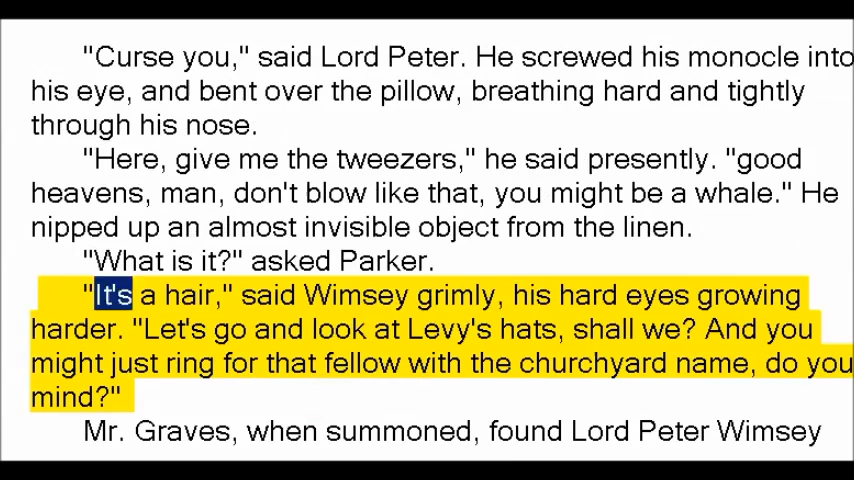 "Curse you," said Lord Peter. He screwed his monocle into
his eye, and bent over the pillow, breathing hard and tightly
through his nose.
"Here, give me the tweezers," he said presently. "good
heavens, man, don't blow like that, you might be a whale." He
nipped up an almost invisible object from the linen.
"What is it?" asked Parker.
"It's a hair," said Wimsey grimly, his hard eyes growing
harder. "Let's go and look at Levy's hats, shall we? And you
might just ring for that fellow with the churchyard name, do you
mind?"
Mr. Graves, when summoned, found Lord Peter Wimsey